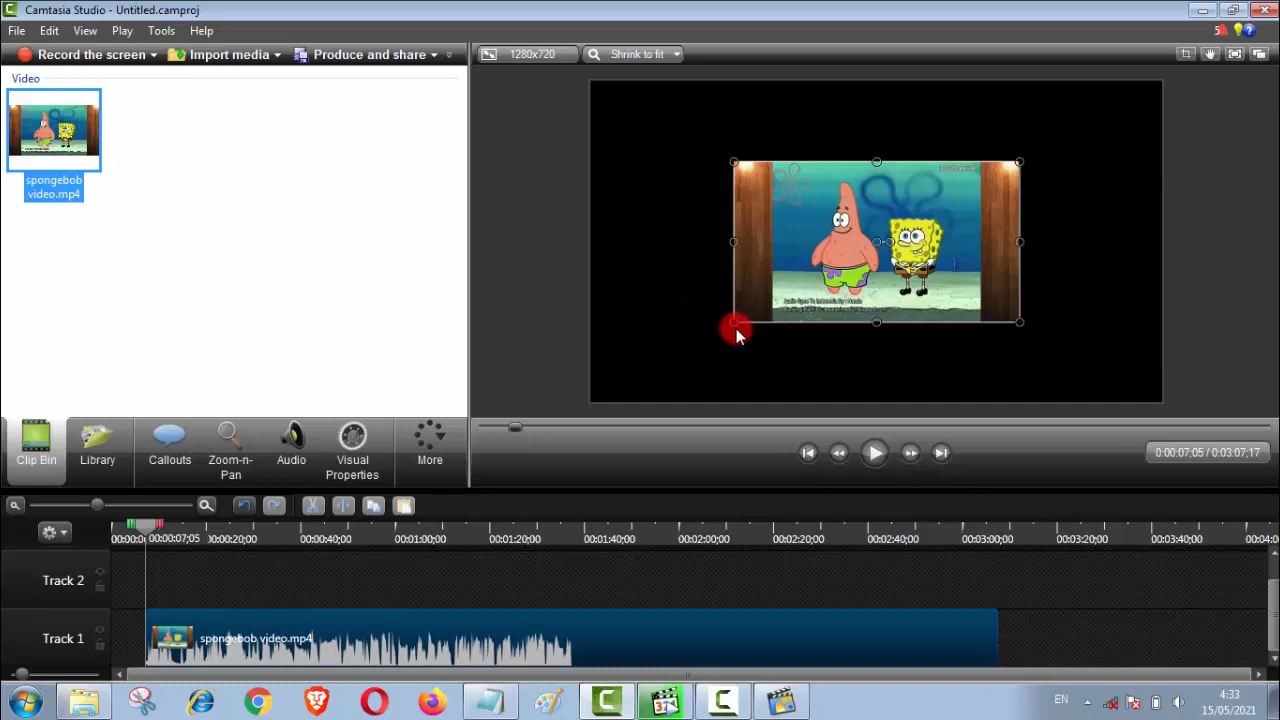 Camtasia Studio - Untitled.camproj
File Edit View Play Tools Help
Record the screen Import media Produce and share
1280x720 Shrink to fit
Video
spongebob
video.mp4
Clip Bin Library Callouts Zoom-n-
Pan Audio Visual
Properties More
0:00:07,05 / 0:03:07,17
00:00:07;05 00:00:40;00 00:01:00;00 00:01:20;00 00:01:40;00 00:02:00;00 00:02:20;00 00:02:40;00 00:03:00;00 00:03:20;00 00:03:40;00
Track 2
Track 1 spongebob video.mp4
EN
4:33
15/05/2021